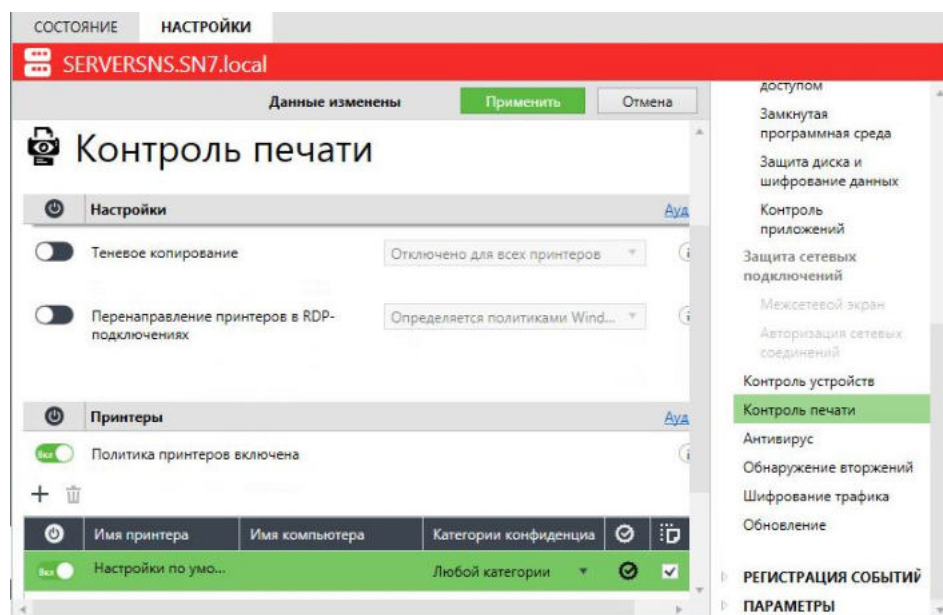 СОСТОЯНИЕ НАСТРОЙКИ
SERVERSNS.SN7.local
Данные изменены Применить Отмена
Контроль печати
Настройки Ауд
Теневое копирование Отключено для всех принтеров
Перенаправление принтеров в RDP-
подключениях
Определяется политиками Wind...
Принтеры Ауд
Вкл Политика принтеров включена
Имя принтера Имя компьютера Категории конфиденциа
Вкл Настройки по умо... Любой категории
доступом
Замкнутая
программная среда
Защита диска и
шифрование данных
Контроль
приложений
Защита сетевых
подключений
Межсетевой экран
Авторизация сетевых
соединений
Контроль устройств
Контроль печати
Антивирус
Обнаружение вторжений
Шифрование трафика
Обновление
РЕГИСТРАЦИЯ СОБЫТИЙ
ПАРАМЕТРЫ